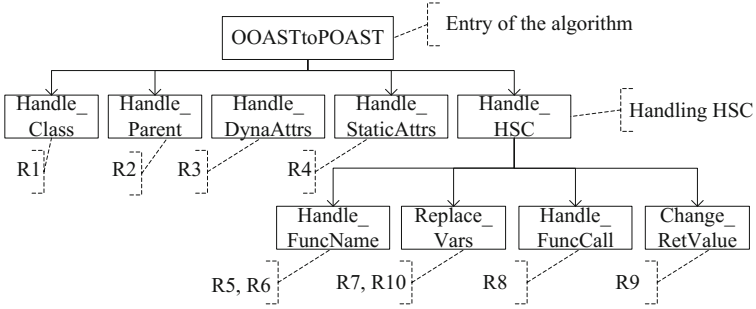 OOASTtoPOAST
Entry of the algorithm
Handle_
Class
Handle_
Parent
Handle_
DynaAttrs
Handle_
StaticAttrs
Handle_
HSC
Handling HSC
R1
R2
R3
R4
Handle_
FuncName
Replace_
Vars
Handle_
FuncCall
Change_
RetValue
R5, R6
R7, R10
R8
R9